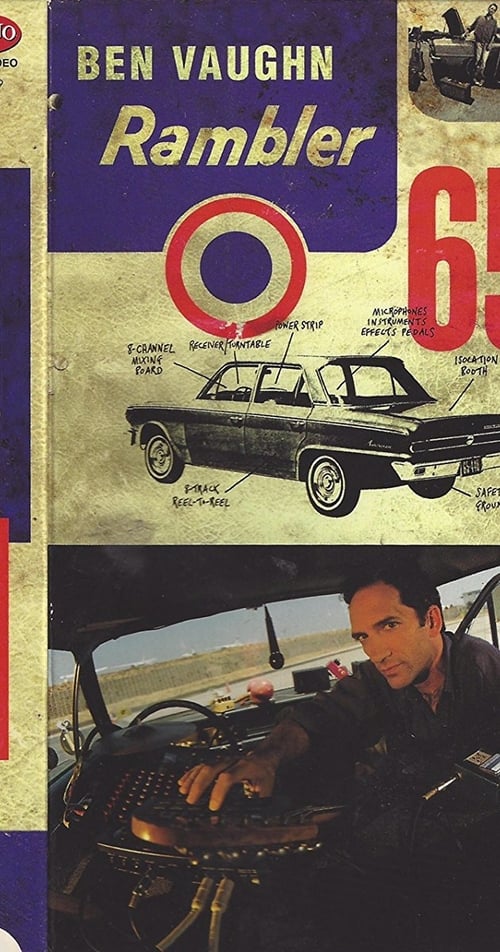 BEN VAUGHN
Rambler
65
MICROPHONES
INSTRUMENTS
EFFECTS PEDALS
POWER STRIP
RECEIVER/TURNTABLE
8-CHANNEL
MIXING
BOARD
ISOLATION
BOOTH
8-TRACK
REEL-TO-REEL